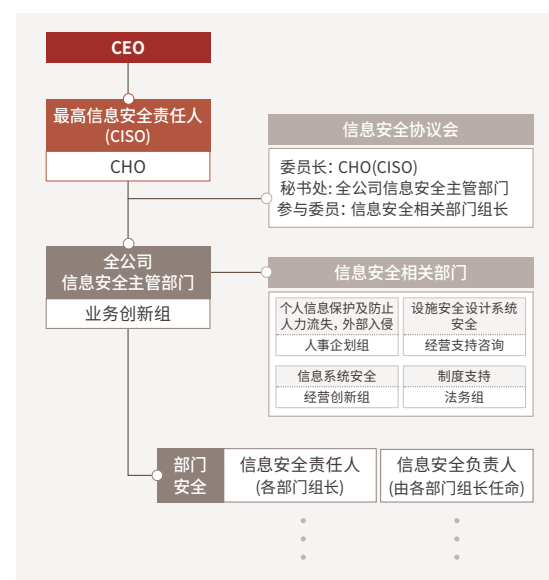 CEO
最高信息安全责任人
(CISO)
CHO
信息安全协议会
委员长: CHO(CISO)
秘书处: 全公司信息安全主管部门
参与委员: 信息安全相关部门组长
全公司
信息安全主管部门
业务创新组
信息安全相关部门
个人信息保护及防止
人力流失, 外部入侵
人事企划组
设施安全设计系统
安全
经营支持咨询
信息系统安全
经营创新组
制度支持
法务组
部门
安全
信息安全责任人
(各部门组长)
信息安全负责人
(由各部门组长任命)